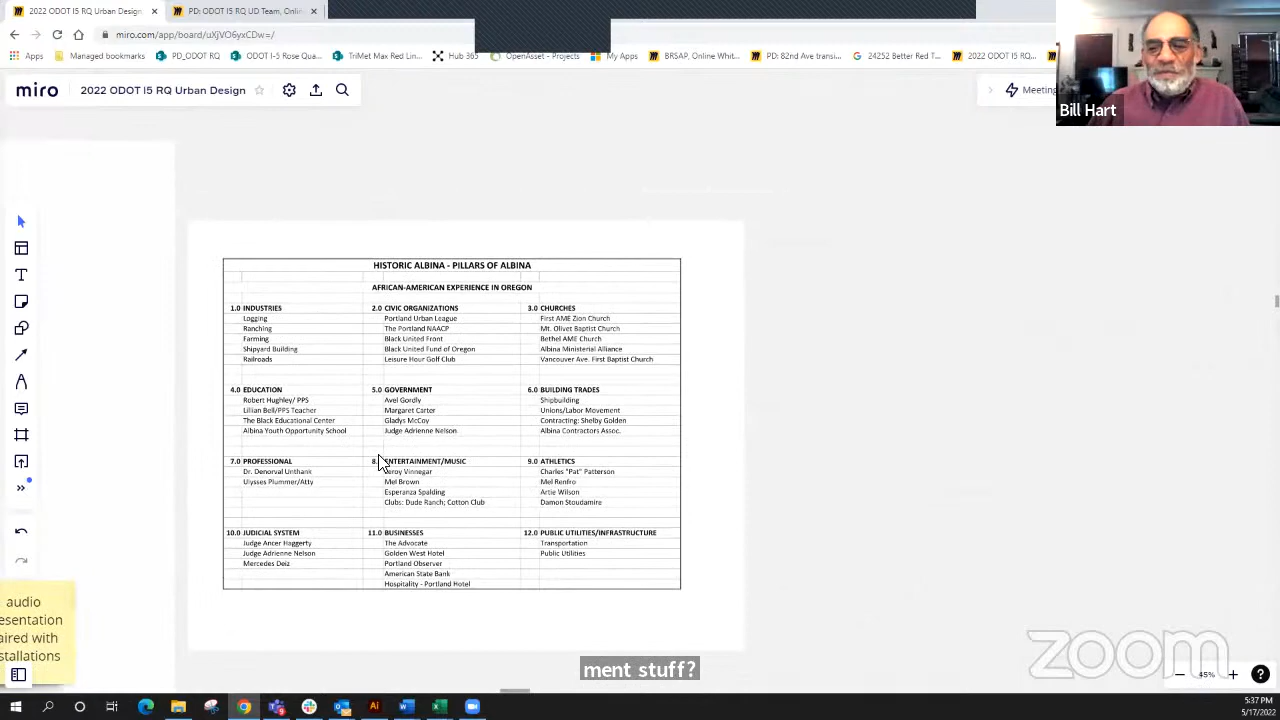 2022 ODOT I5 RQ Urban Design
PD: ODOT RQ UD Team, Onlin
miro.com/app/board/uXjVO6yxCDw=/
Apps
Managed bookmarks
PD_ODOT RQ
ODOT I-5 Rose Qua...
TriMet Max Red Lin...
Hub 365
OpenAsset - Projects
My Apps
BRSAP, Online Whit...
PD: 82nd Ave transi...
24252 Better Red T...
2022 ODOT I5 RQ...
miro
2022 ODOT I5 RQ Urban Design
Meeting
Bill Hart
HISTORIC ALBINA - PILLARS OF ALBINA
AFRICAN-AMERICAN EXPERIENCE IN OREGON
1.0 INDUSTRIES
Logging
Ranching
Farming
Shipyard Building
Railroads
2.0 CIVIC ORGANIZATIONS
Portland Urban League
The Portland NAACP
Black United Front
Black United Fund of Oregon
Leisure Hour Golf Club
3.0 CHURCHES
First AME Zion Church
Mt. Olivet Baptist Church
Bethel AME Church
Albina Ministerial Alliance
Vancouver Ave. First Baptist Church
4.0 EDUCATION
Robert Hughley/ PPS
Lillian Bell/PPS Teacher
The Black Educational Center
Albina Youth Opportunity School
5.0 GOVERNMENT
Avel Gordly
Margaret Carter
Gladys McCoy
Judge Adrienne Nelson
6.0 BUILDING TRADES
Shipbuilding
Unions/Labor Movement
Contracting: Shelby Golden
Albina Contractors Assoc.
7.0 PROFESSIONAL
Dr. Denorval Unthank
Ulysses Plummer/Atty
8. ENTERTAINMENT/MUSIC
Leroy Vinnegar
Mel Brown
Esperanza Spalding
Clubs: Dude Ranch; Cotton Club
9.0 ATHLETICS
Charles "Pat" Patterson
Mel Renfro
Artie Wilson
Damon Stoudamire
10.0 JUDICIAL SYSTEM
Judge Ancer Haggerty
Judge Adrienne Nelson
Mercedes Deiz
11.0 BUSINESSES
The Advocate
Golden West Hotel
Portland Observer
American State Bank
Hospitality - Portland Hotel
12.0 PUBLIC UTILITIES/INFRASTRUCTURE
Transportation
Public Utilities
audio
esentation
aired with
stallations
ment stuff?
zoom
45%
5:37 PM
5/17/2022